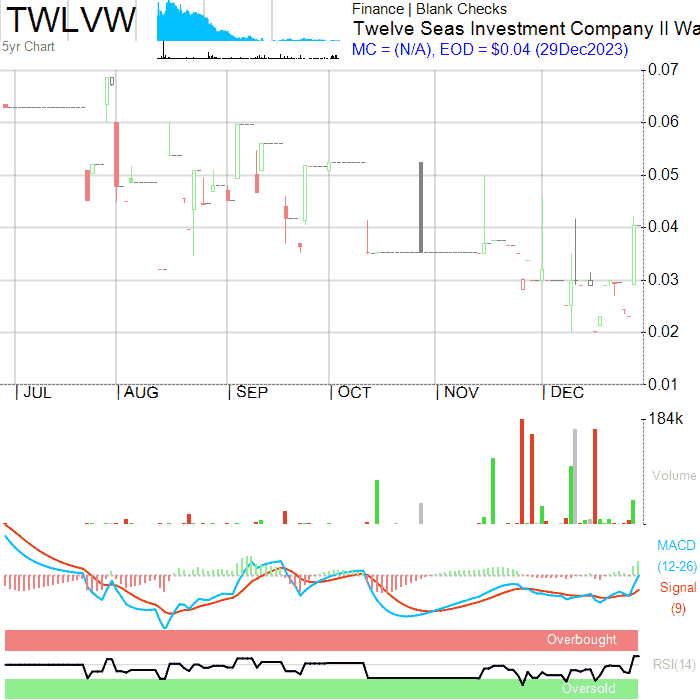 TWLVW
5yr Chart
Finance | Blank Checks
Twelve Seas Investment Company II Wa
MC = (N/A), EOD = $0.04 (29Dec2023)
0.07
0.06
0.05
0.04
0.03
0.02
0.01
JUL AUG SEP OCT NOV DEC
184k
Volume
MACD
(12-26)
Signal
(9)
Overbought
RSI(14)
Oversold